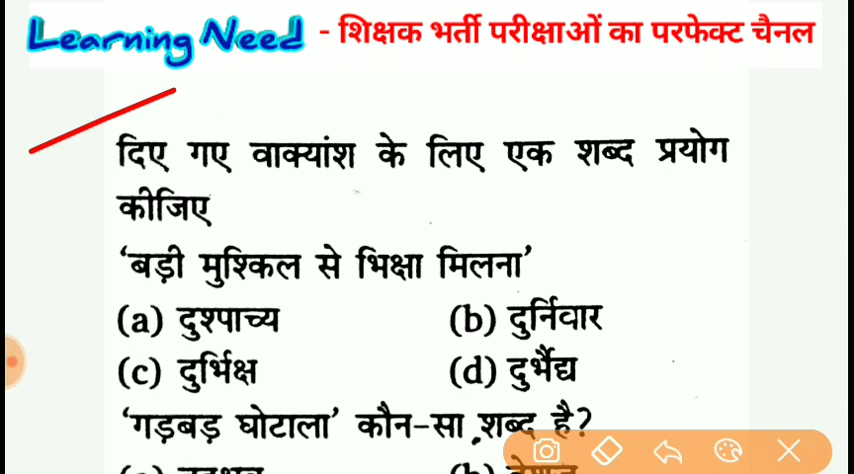 Learning Need - शिक्षक भर्ती परीक्षाओं का परफेक्ट चैनल
दिए गए वाक्यांश के लिए एक शब्द प्रयोग
कीजिए
‘बड़ी मुश्किल से भिक्षा मिलना’
(a) दुश्पाच्य (b) दुर्निवार
(c) दुर्भिक्ष (d) दुर्भैद्य
‘गड़बड़ घोटाला’ कौन-सा शब्द है?